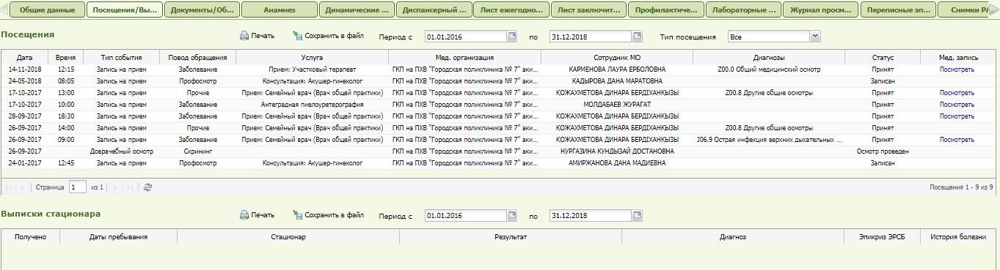 Общие данные Посещения/Вы... Документы/Об... Анамнез Динамические ... Диспансерный ... Лист ежегодно... Лист заключит... Профилактиче... Лабораторные ... Журнал просм... Переписные эп... Снимки РА
Посещения Печать Сохранить в файл Период с 01.01.2016 по 31.12.2018 Тип посещения Все
Дата Время Тип события Повод обращения Услуга Мед. организация Сотрудник МО Диагнозы Статус Мед. запись
14-11-2018 12:15 Запись на прием Заболевание Прием: Участковый терапевт ГКП на ПХВ "Городская поликлиника № 7" аки... КАРМЕНОВА ЛАУРА ЕРБОЛОВНА Z00.0 Общий медицинский осмотр Принят Посмотреть
24-05-2018 08:05 Запись на прием Профосмотр Консультация: Акушер-гинеколог ГКП на ПХВ "Городская поликлиника № 7" аки... КАДЫРОВА ДАНА МАРАТОВНА Записан
17-10-2017 13:00 Запись на прием Прочие Прием: Семейный врач (Врач общей практики) ГКП на ПХВ "Городская поликлиника № 7" аки... ҚОЖАХМЕТОВА ДИНАРА БЕРДІХАНҚЫЗЫ Z00.8 Другие общие осмотры Принят Посмотреть
17-10-2017 10:00 Запись на прием Заболевание Антеградная пиелоуретерография ГКП на ПХВ "Городская поликлиника № 7" аки... МОЛДАБАЕВ ЖУРАГАТ Принят Посмотреть
28-09-2017 18:30 Запись на прием Заболевание Прием: Семейный врач (Врач общей практики) ГКП на ПХВ "Городская поликлиника № 7" аки... ҚОЖАХМЕТОВА ДИНАРА БЕРДІХАНҚЫЗЫ Принят Посмотреть
26-09-2017 14:00 Запись на прием Прочие Прием: Семейный врач (Врач общей практики) ГКП на ПХВ "Городская поликлиника № 7" аки... ҚОЖАХМЕТОВА ДИНАРА БЕРДІХАНҚЫЗЫ Z00.8 Другие общие осмотры Принят
26-09-2017 09:00 Запись на прием Заболевание Прием: Семейный врач (Врач общей практики) ГКП на ПХВ "Городская поликлиника № 7" аки... ҚОЖАХМЕТОВА ДИНАРА БЕРДІХАНҚЫЗЫ J06.9 Острая инфекция верхних дыхательных ... Принят Посмотреть
26-09-2017 Доврачебный осмотр Скрининг ГКП на ПХВ "Городская поликлиника № 7" аки... НУРГАЗИНА КУНДЫЗАЙ ДОСТАНОВНА Осмотр проведен
24-01-2017 12:45 Запись на прием Профосмотр Консультация: Акушер-гинеколог ГКП на ПХВ "Городская поликлиника № 7" аки... АМИРЖАНОВА ДАНА МАДИЕВНА Записан
Страница 1 из 1 Посещения 1 - 9 из 9
Выписки стационара Печать Сохранить в файл Период с 01.01.2016 по 31.12.2018
Получено Даты пребывания Стационар Результат Диагноз Эпикриз ЭРСБ История болезни